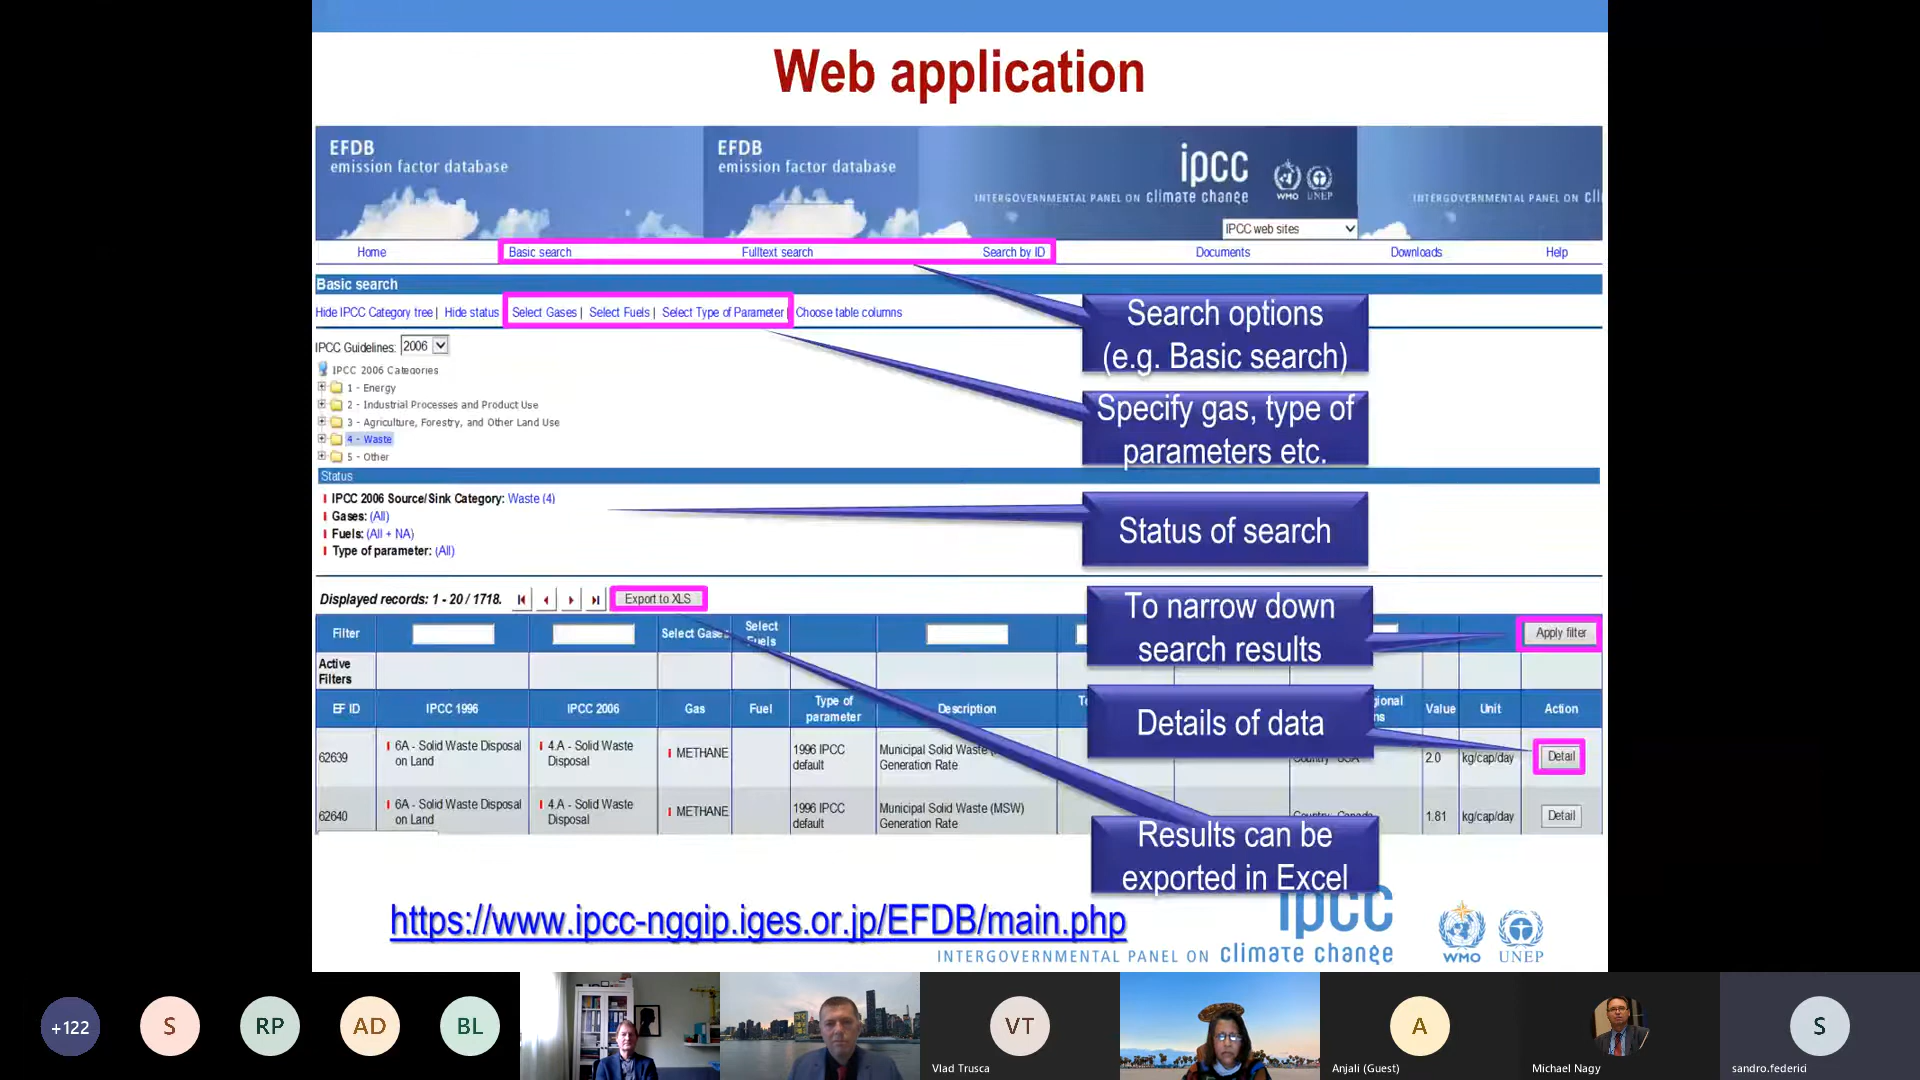 Web application
EFDB
emission factor database
EFDB
emission factor database
ipcc
INTERGOVERNMENTAL PANEL ON climate change
WMO UNEP
INTERGOVERNMENTAL PANEL ON
IPCC web sites
Home Basic search Fulltext search Search by ID Documents Downloads Help
Basic search
Hide IPCC Category tree | Hide status Select Gases | Select Fuels | Select Type of Parameter | Choose table columns
Search options
(e.g. Basic search)
IPCC Guidelines: 2006
IPCC 2006 Categories
1 - Energy
2 - Industrial Processes and Product Use
3 - Agriculture, Forestry, and Other Land Use
4 - Waste
5 - Other
Specify gas, type of
parameters etc.
Status
IPCC 2006 Source/Sink Category: Waste (4)
Gases: (All)
Fuels: (All + NA)
Type of parameter: (All)
Status of search
Displayed records: 1 - 20 / 1718. Export to XLS
To narrow down
search results
Filter Select Gases Select Fuels Apply filter
Active
Filters
EF ID IPCC 1996 IPCC 2006 Gas Fuel Type of parameter Description Value Unit Action
Details of data
62639 6A - Solid Waste Disposal on Land 4.A - Solid Waste Disposal METHANE 1996 IPCC default Municipal Solid Waste Generation Rate 2.0 kg/cap/day Detail
62640 6A - Solid Waste Disposal on Land 4.A - Solid Waste Disposal METHANE 1996 IPCC default Municipal Solid Waste (MSW) Generation Rate 1.81 kg/cap/day Detail
Results can be
exported in Excel
https://www.ipcc-nggip.iges.or.jp/EFDB/main.php
ipcc
INTERGOVERNMENTAL PANEL ON climate change
WMO UNEP
+122 S RP AD BL VT A S
Vlad Trusca Anjali (Guest) Michael Nagy sandro.federici